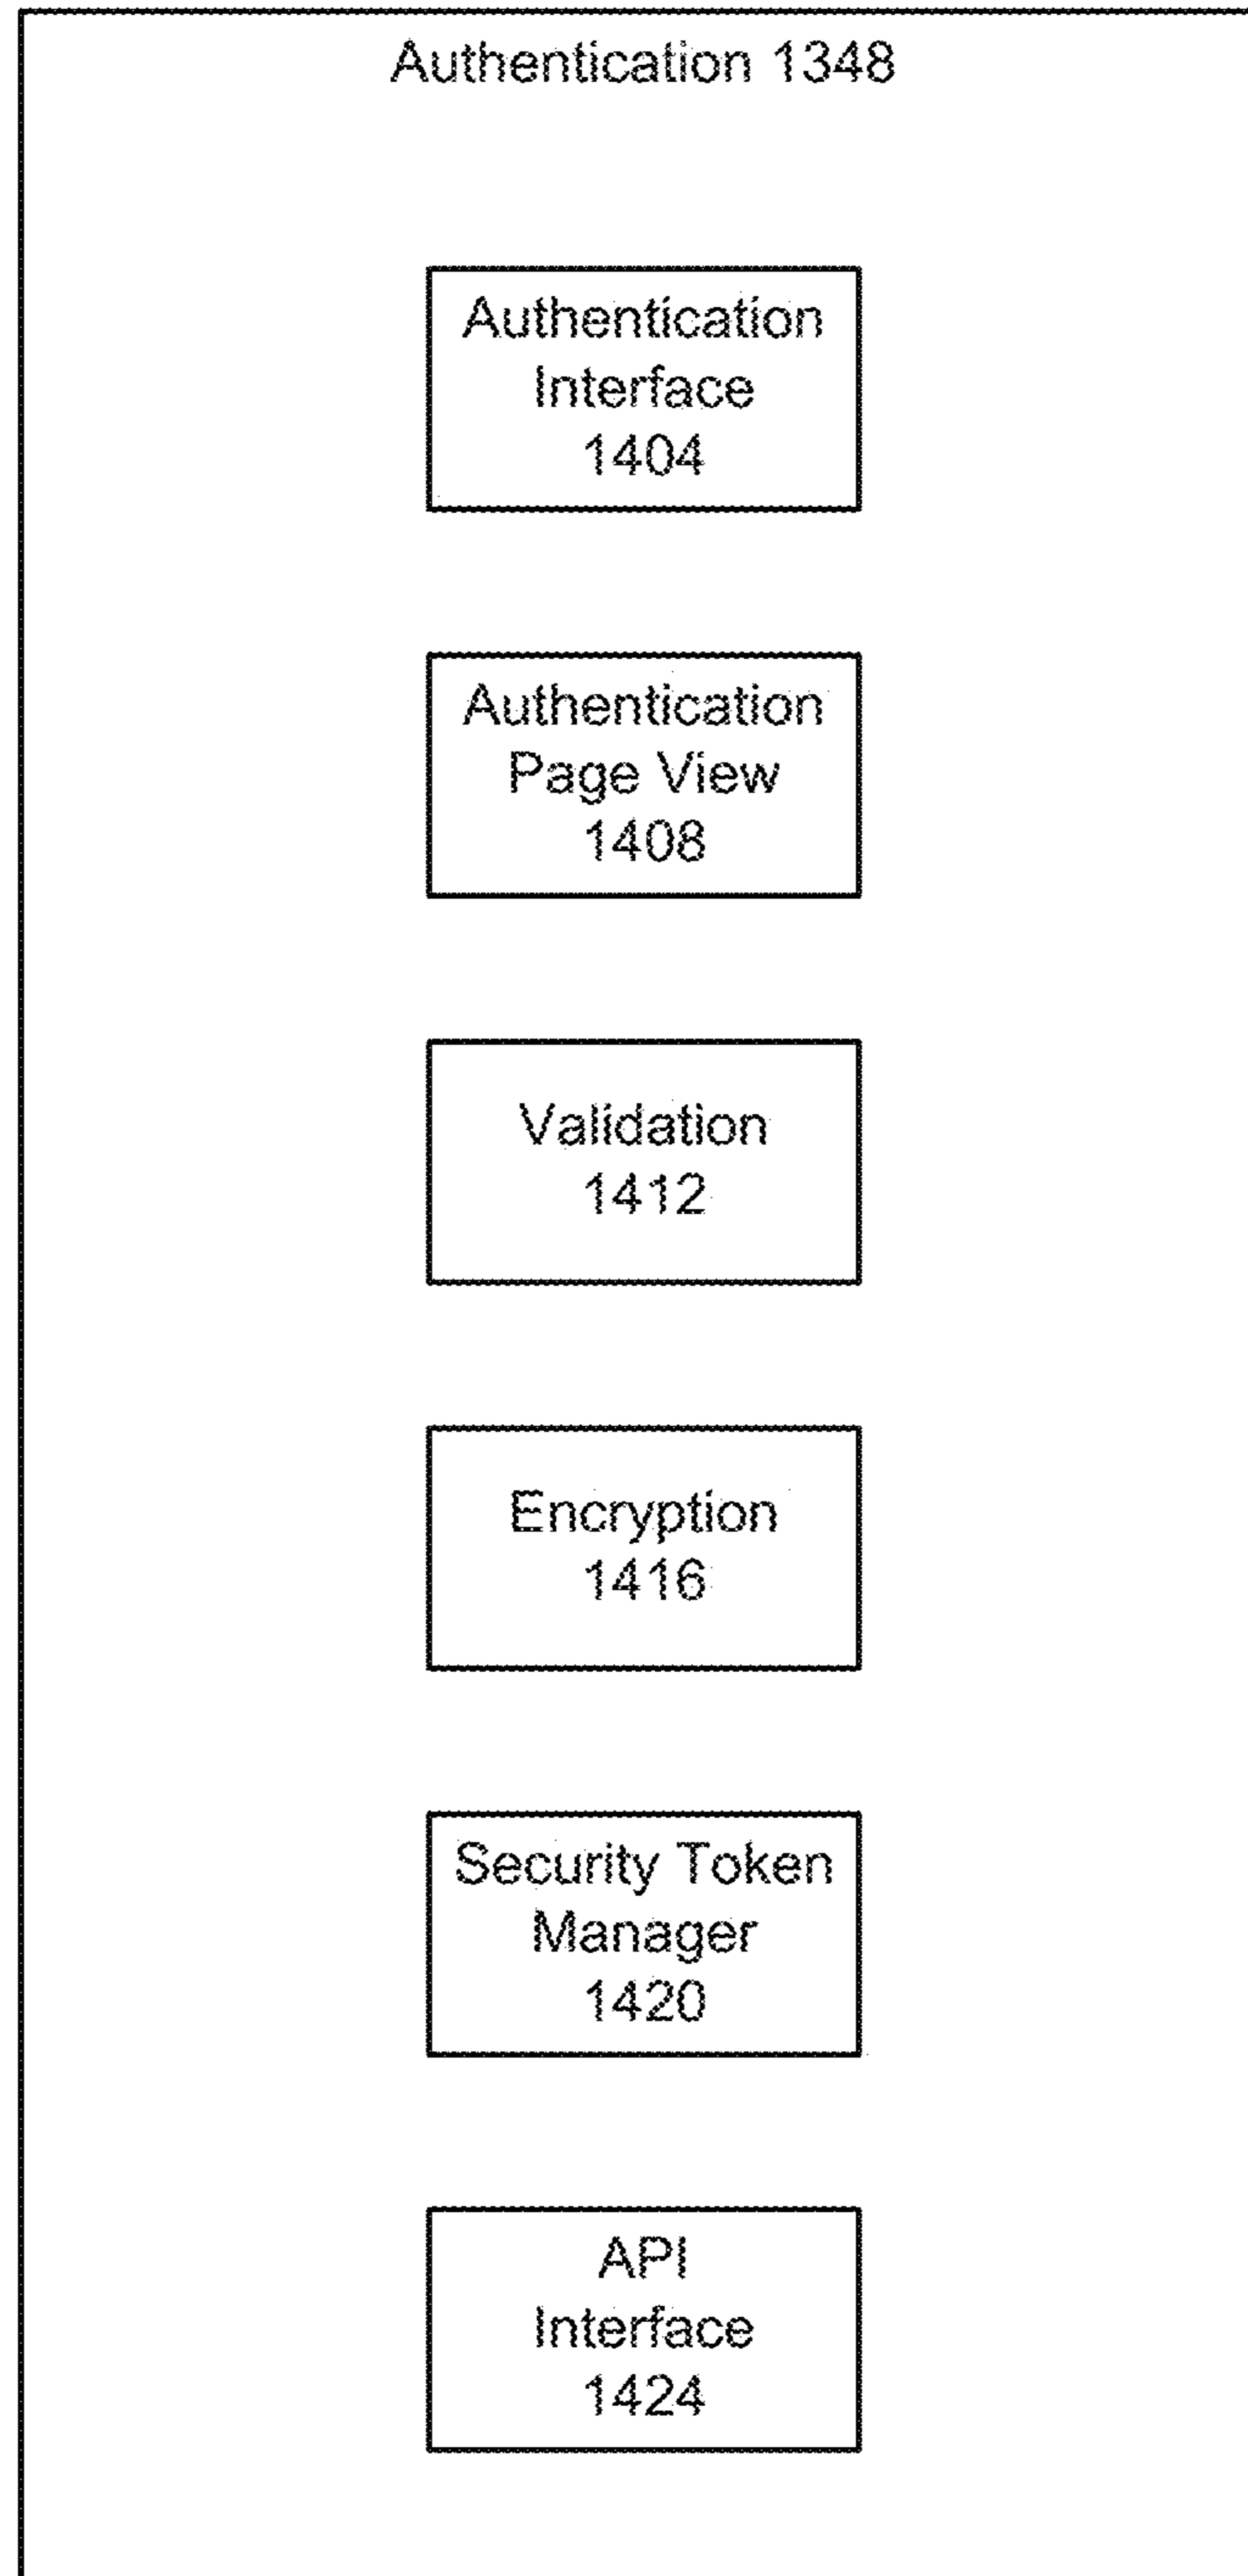 Authentication 1348
Authentication
Interface
1404
Authentication
Page View
1408
Validation
1412
Encryption
1416
Security Token
Manager
1420
API
Interface
1424